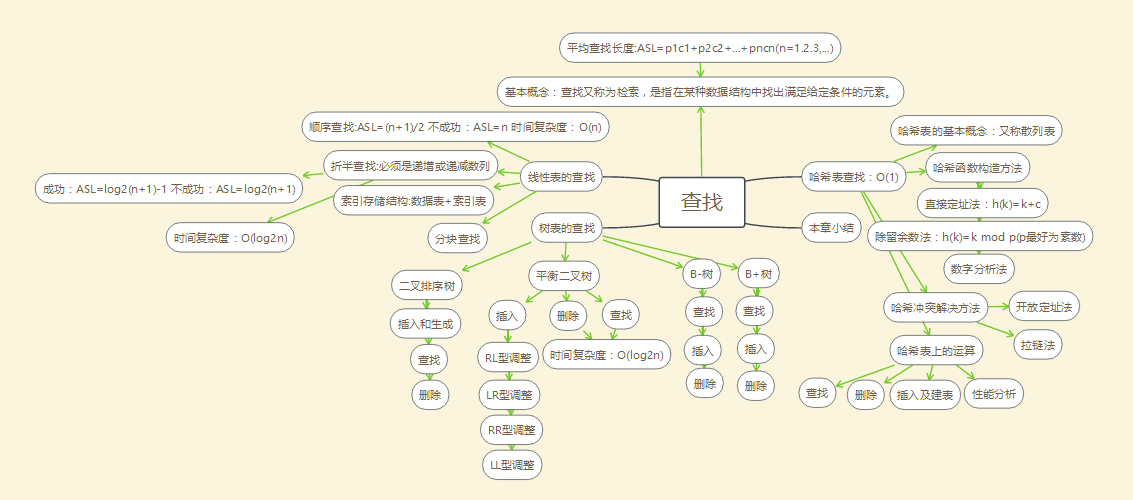 平均查找长度:ASL=p1c1+p2c2+...+pncn(n=1.2.3,...)
基本概念：查找又称为检索，是指在某种数据结构中找出满足给定条件的元素。
顺序查找:ASL=(n+1)/2 不成功：ASL=n 时间复杂度：O(n)
折半查找:必须是递增或递减数列
成功：ASL=log2(n+1)-1 不成功：ASL=log2(n+1)
索引存储结构:数据表+索引表
时间复杂度：O(log2n)
分块查找
线性表的查找
查找
树表的查找
二叉排序树
插入和生成
查找
删除
平衡二叉树
插入
删除
查找
RL型调整
LR型调整
RR型调整
LL型调整
时间复杂度：O(log2n)
B-树
查找
插入
删除
B+树
查找
插入
删除
哈希表查找：O(1)
本章小结
哈希表的基本概念：又称散列表
哈希函数构造方法
直接定址法：h(k)=k+c
除留余数法：h(k)=k mod p(p最好为素数)
数字分析法
哈希冲突解决方法
开放定址法
拉链法
哈希表上的运算
查找
删除
插入及建表
性能分析